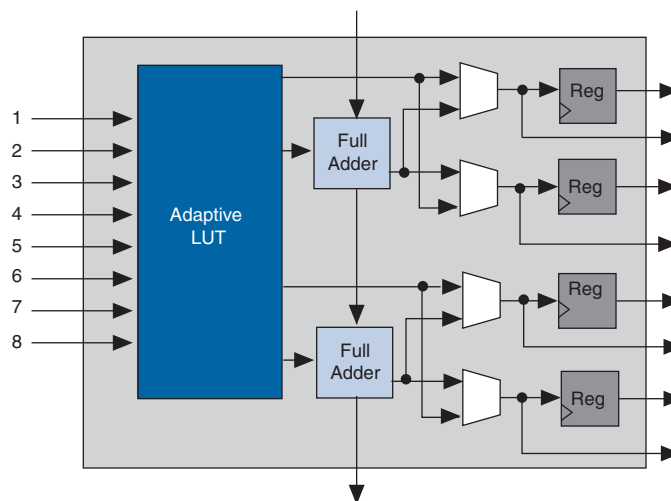 1
2
3
4
5
6
7
8
Adaptive
LUT
Full
Adder
Full
Adder
Reg
Reg
Reg
Reg